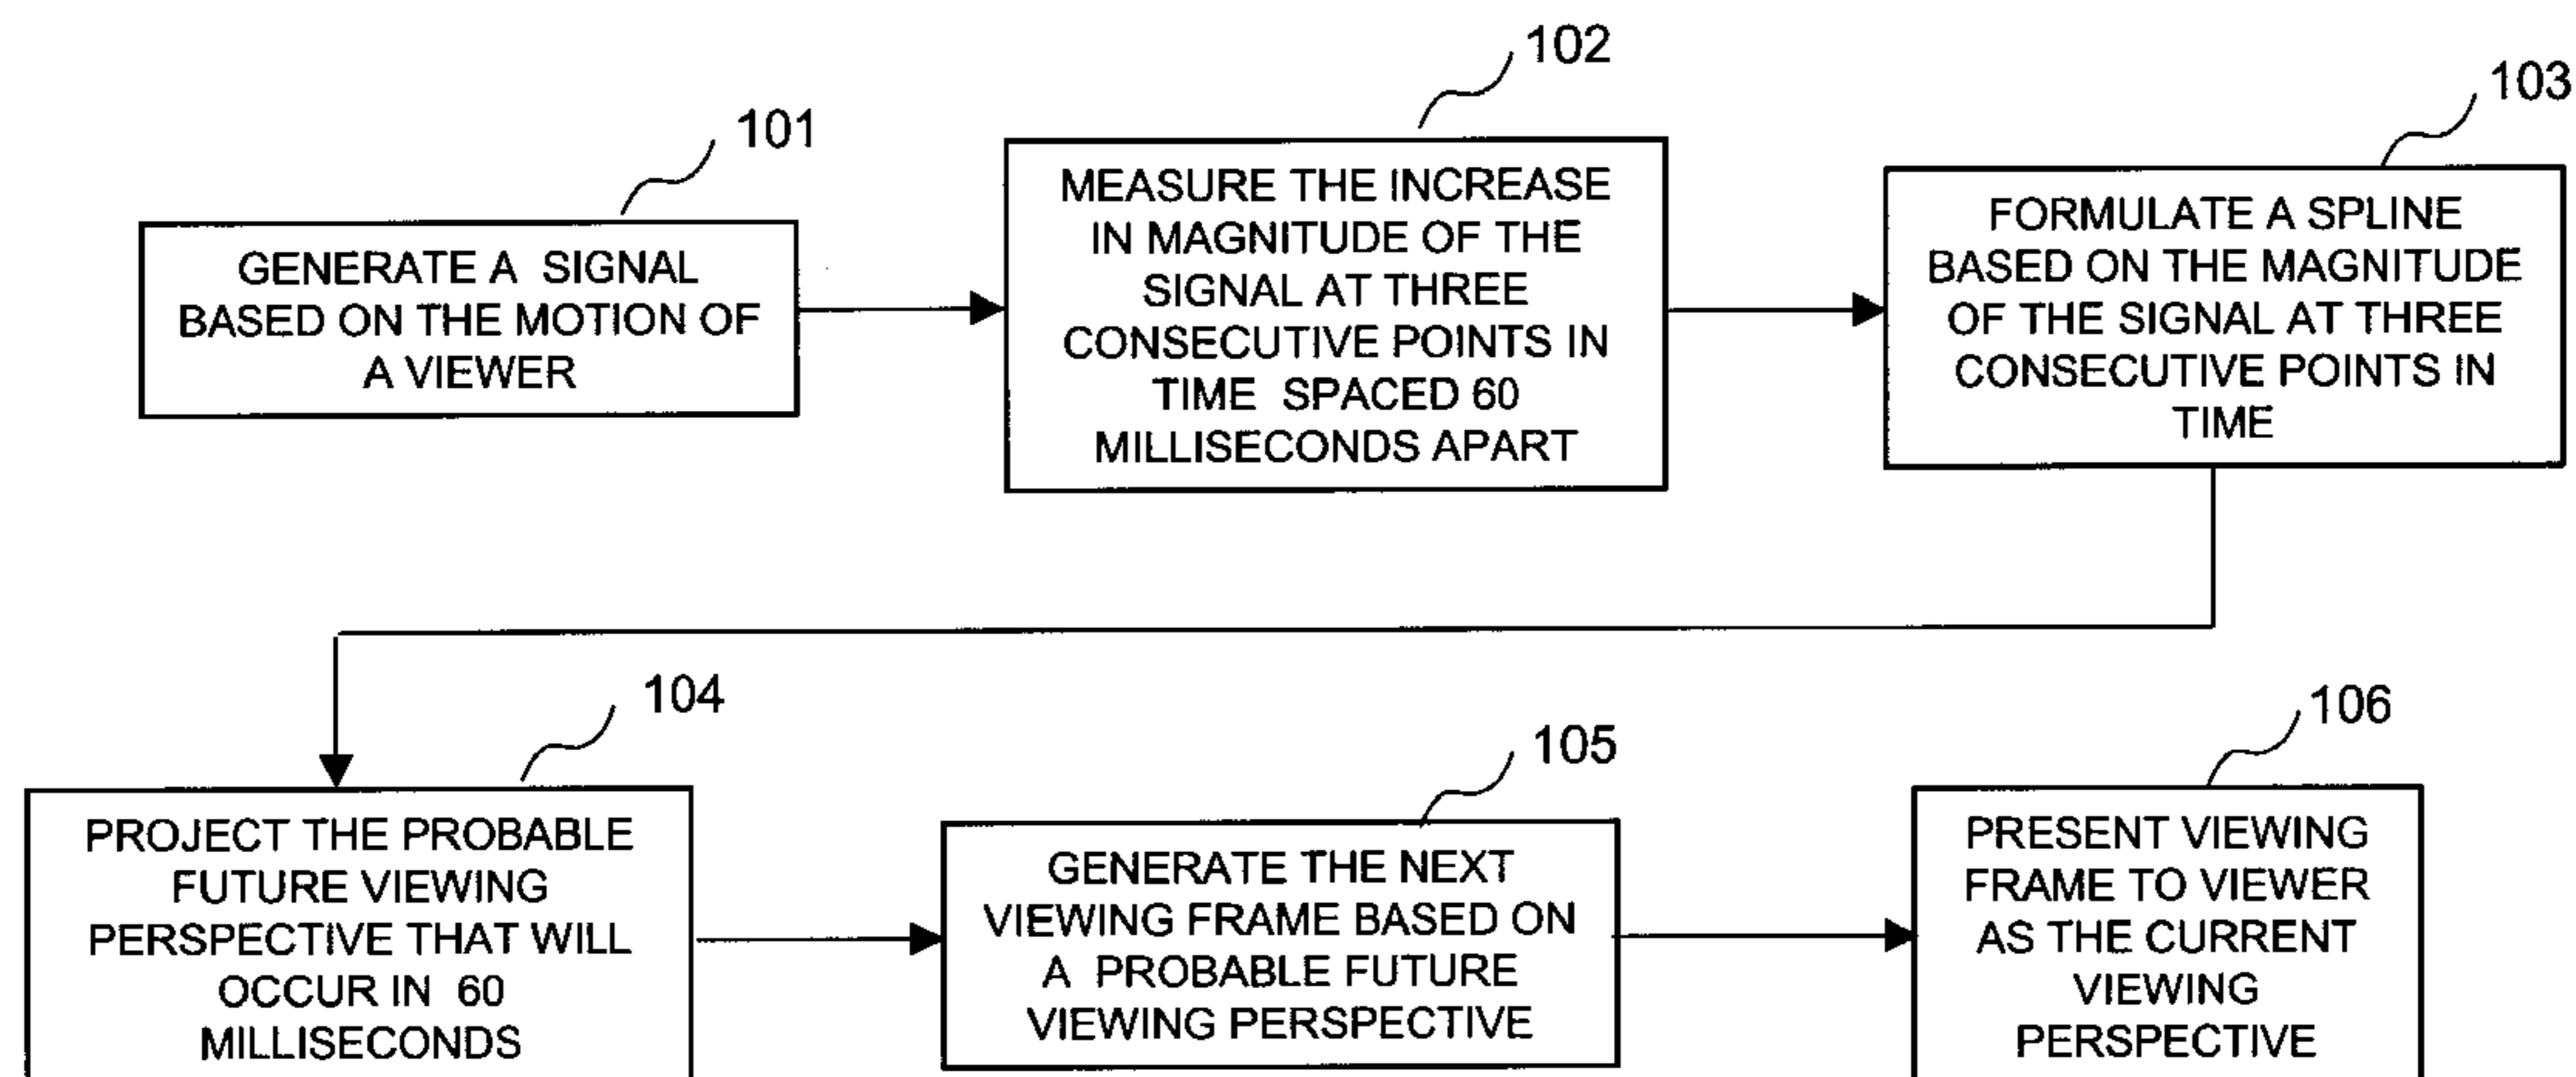 101
GENERATE A SIGNAL
BASED ON THE MOTION OF
A VIEWER
102
MEASURE THE INCREASE
IN MAGNITUDE OF THE
SIGNAL AT THREE
CONSECUTIVE POINTS IN
TIME SPACED 60
MILLISECONDS APART
103
FORMULATE A SPLINE
BASED ON THE MAGNITUDE
OF THE SIGNAL AT THREE
CONSECUTIVE POINTS IN
TIME
104
PROJECT THE PROBABLE
FUTURE VIEWING
PERSPECTIVE THAT WILL
OCCUR IN 60
MILLISECONDS
105
GENERATE THE NEXT
VIEWING FRAME BASED ON
A PROBABLE FUTURE
VIEWING PERSPECTIVE
106
PRESENT VIEWING
FRAME TO VIEWER
AS THE CURRENT
VIEWING
PERSPECTIVE